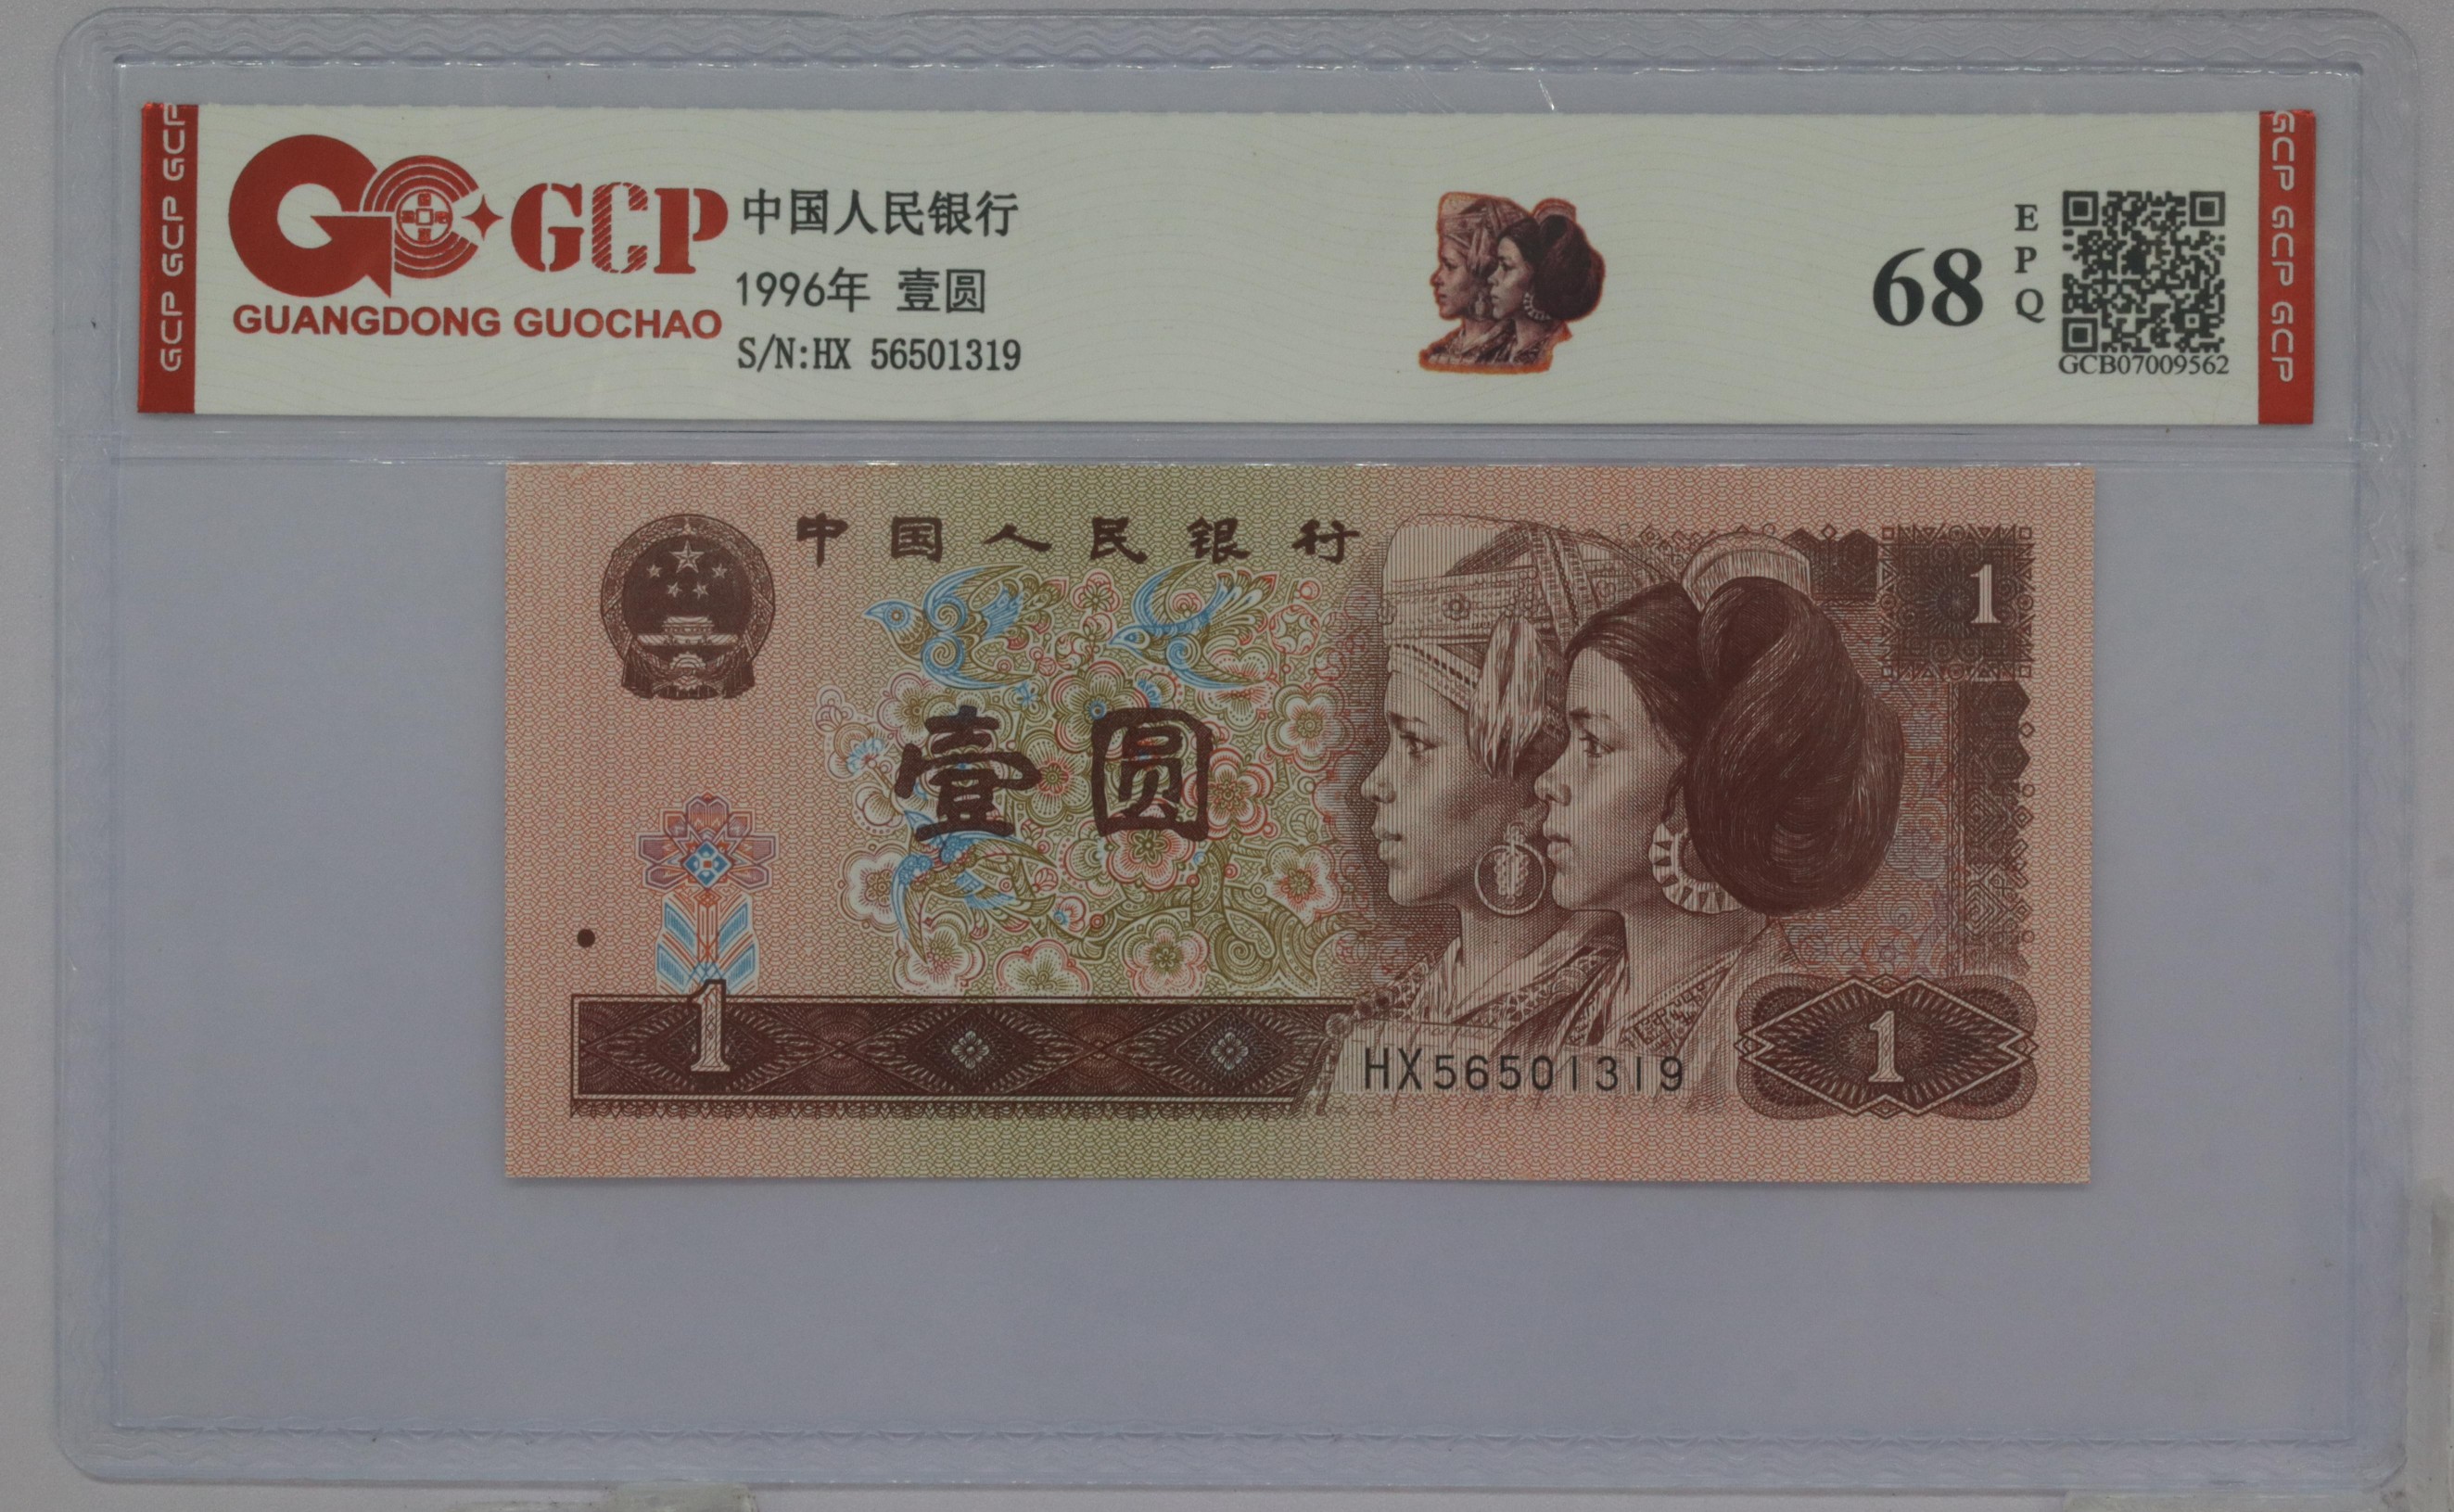 GCP GCP GCP
GCP
GUANGDONG GUOCHAO
中国人民银行
1996年 壹圆
S/N:HX 56501319
68
EPQ
GCB07009562
GCP GCP GCP
中国人民银行
1
壹圆
1
HX56501319
1